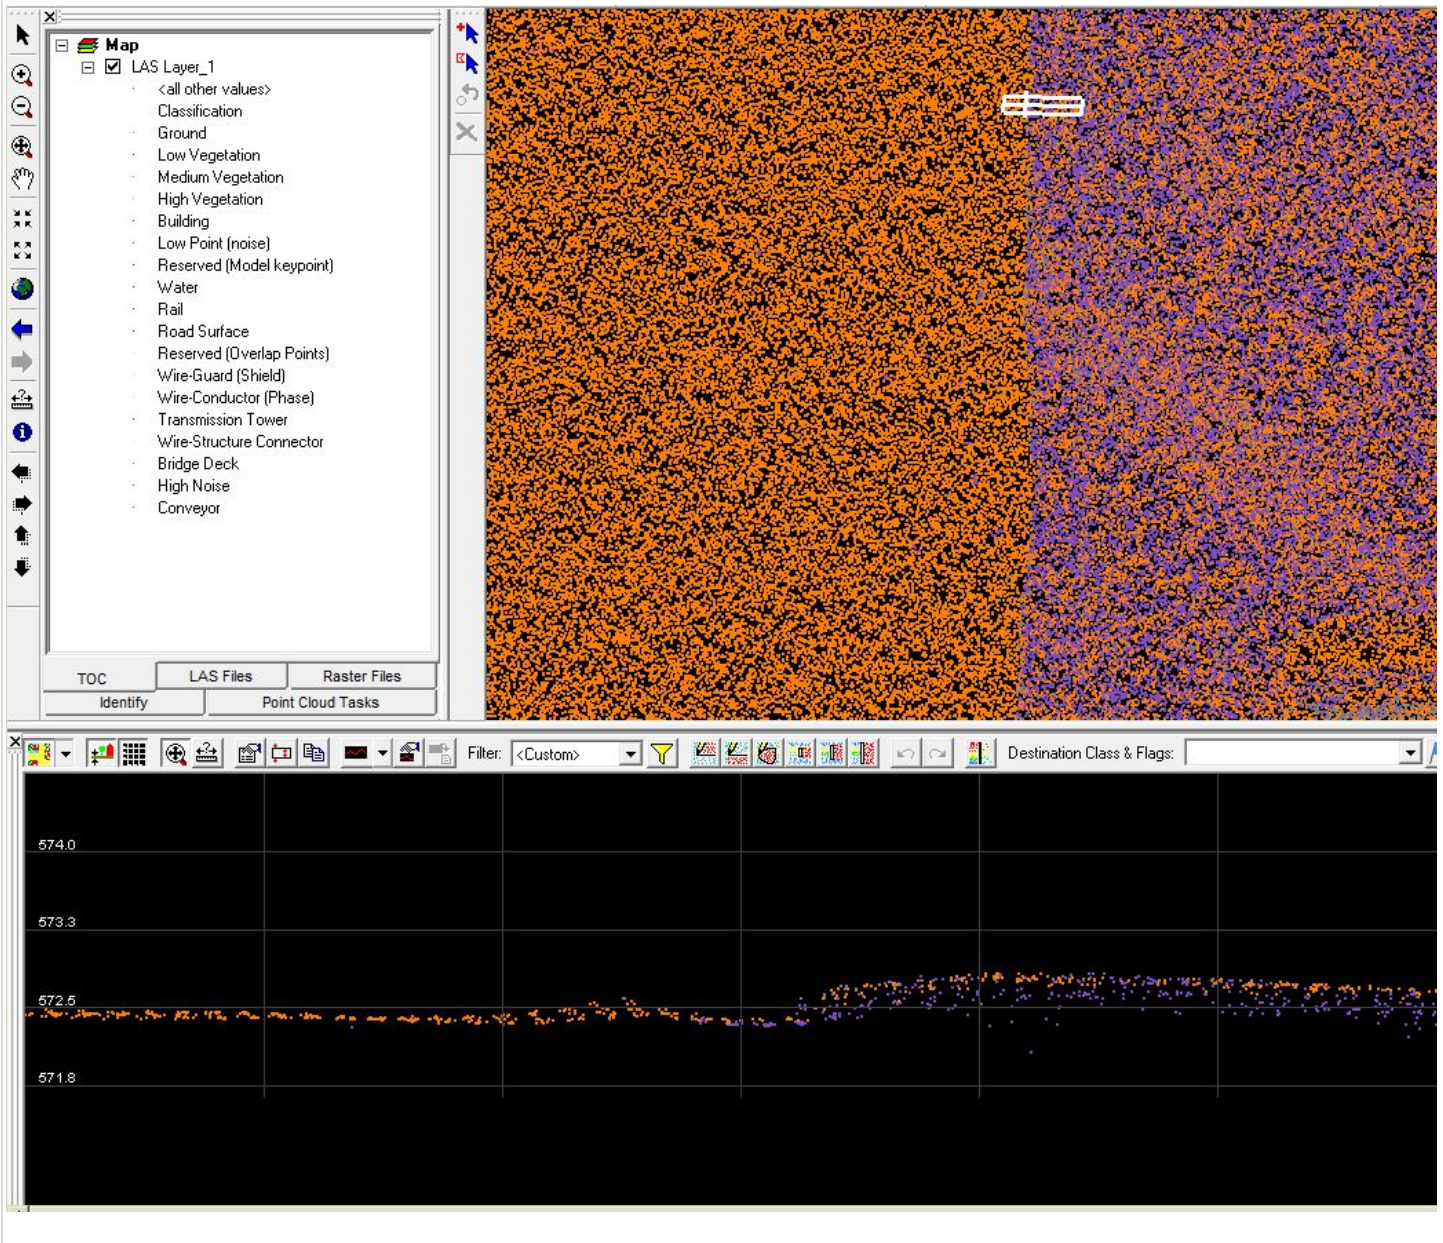 Map
LAS Layer_1
<all other values>
Classification
Ground
Low Vegetation
Medium Vegetation
High Vegetation
Building
Low Point (noise)
Reserved (Model keypoint)
Water
Rail
Road Surface
Reserved (Overlap Points)
Wire-Guard (Shield)
Wire-Conductor (Phase)
Transmission Tower
Wire-Structure Connector
Bridge Deck
High Noise
Conveyor
TOC LAS Files Raster Files
Identify Point Cloud Tasks
Filter: <Custom> Destination Class & Flags:
574.0
573.3
572.5
571.8